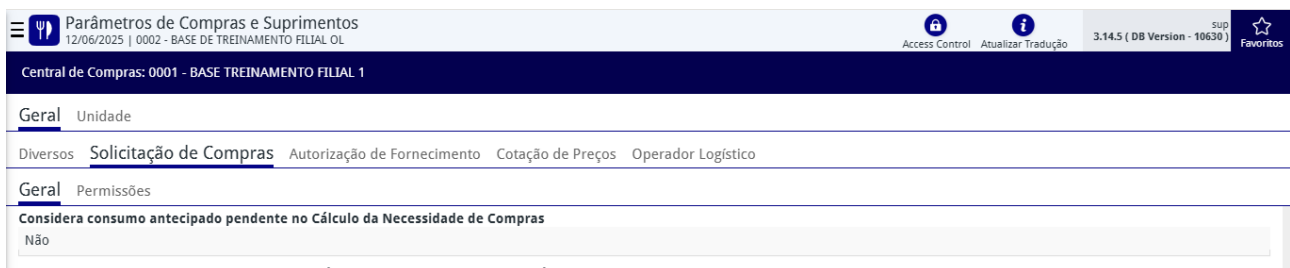 Parâmetros de Compras e Suprimentos
12/06/2025 | 0002 - BASE DE TREINAMENTO FILIAL OL
Access Control
Atualizar Tradução
sup
3.14.5 ( DB Version - 10630 )
Favoritos
Central de Compras: 0001 - BASE TREINAMENTO FILIAL 1
Geral Unidade
Diversos Solicitação de Compras Autorização de Fornecimento Cotação de Preços Operador Logístico
Geral Permissões
Considera consumo antecipado pendente no Cálculo da Necessidade de Compras
Não